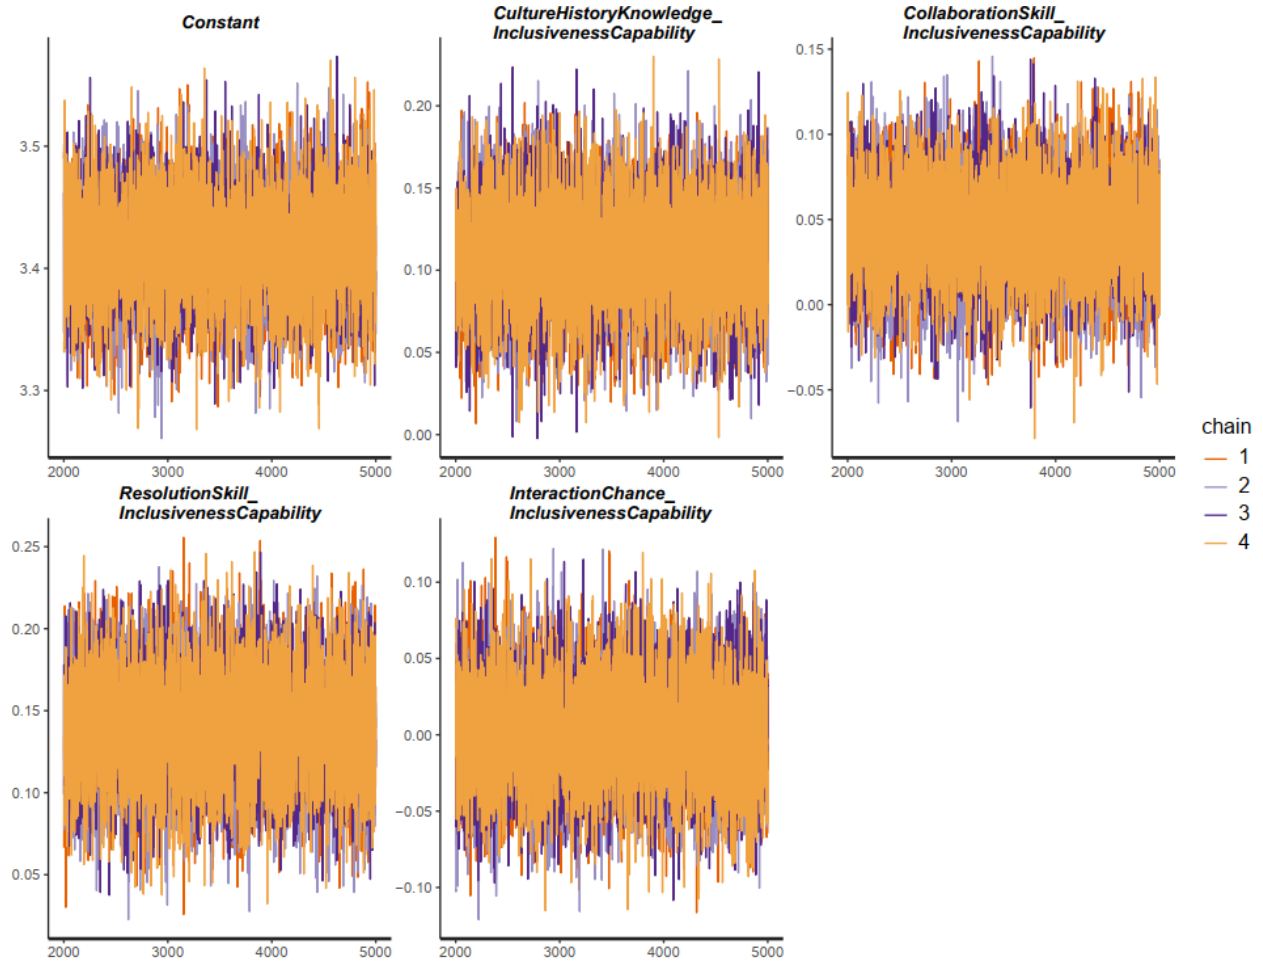 Constant
3.5
3.4
3.3
2000 3000 4000 5000
CultureHistoryKnowledge_
InclusivenessCapability
0.20
0.15
0.10
0.05
0.00
2000 3000 4000 5000
CollaborationSkill_
InclusivenessCapability
0.15
0.10
0.05
0.00
−0.05
2000 3000 4000 5000
ResolutionSkill_
InclusivenessCapability
0.25
0.20
0.15
0.10
0.05
2000 3000 4000 5000
InteractionChance_
InclusivenessCapability
0.10
0.05
0.00
−0.05
−0.10
2000 3000 4000 5000
chain
1
2
3
4